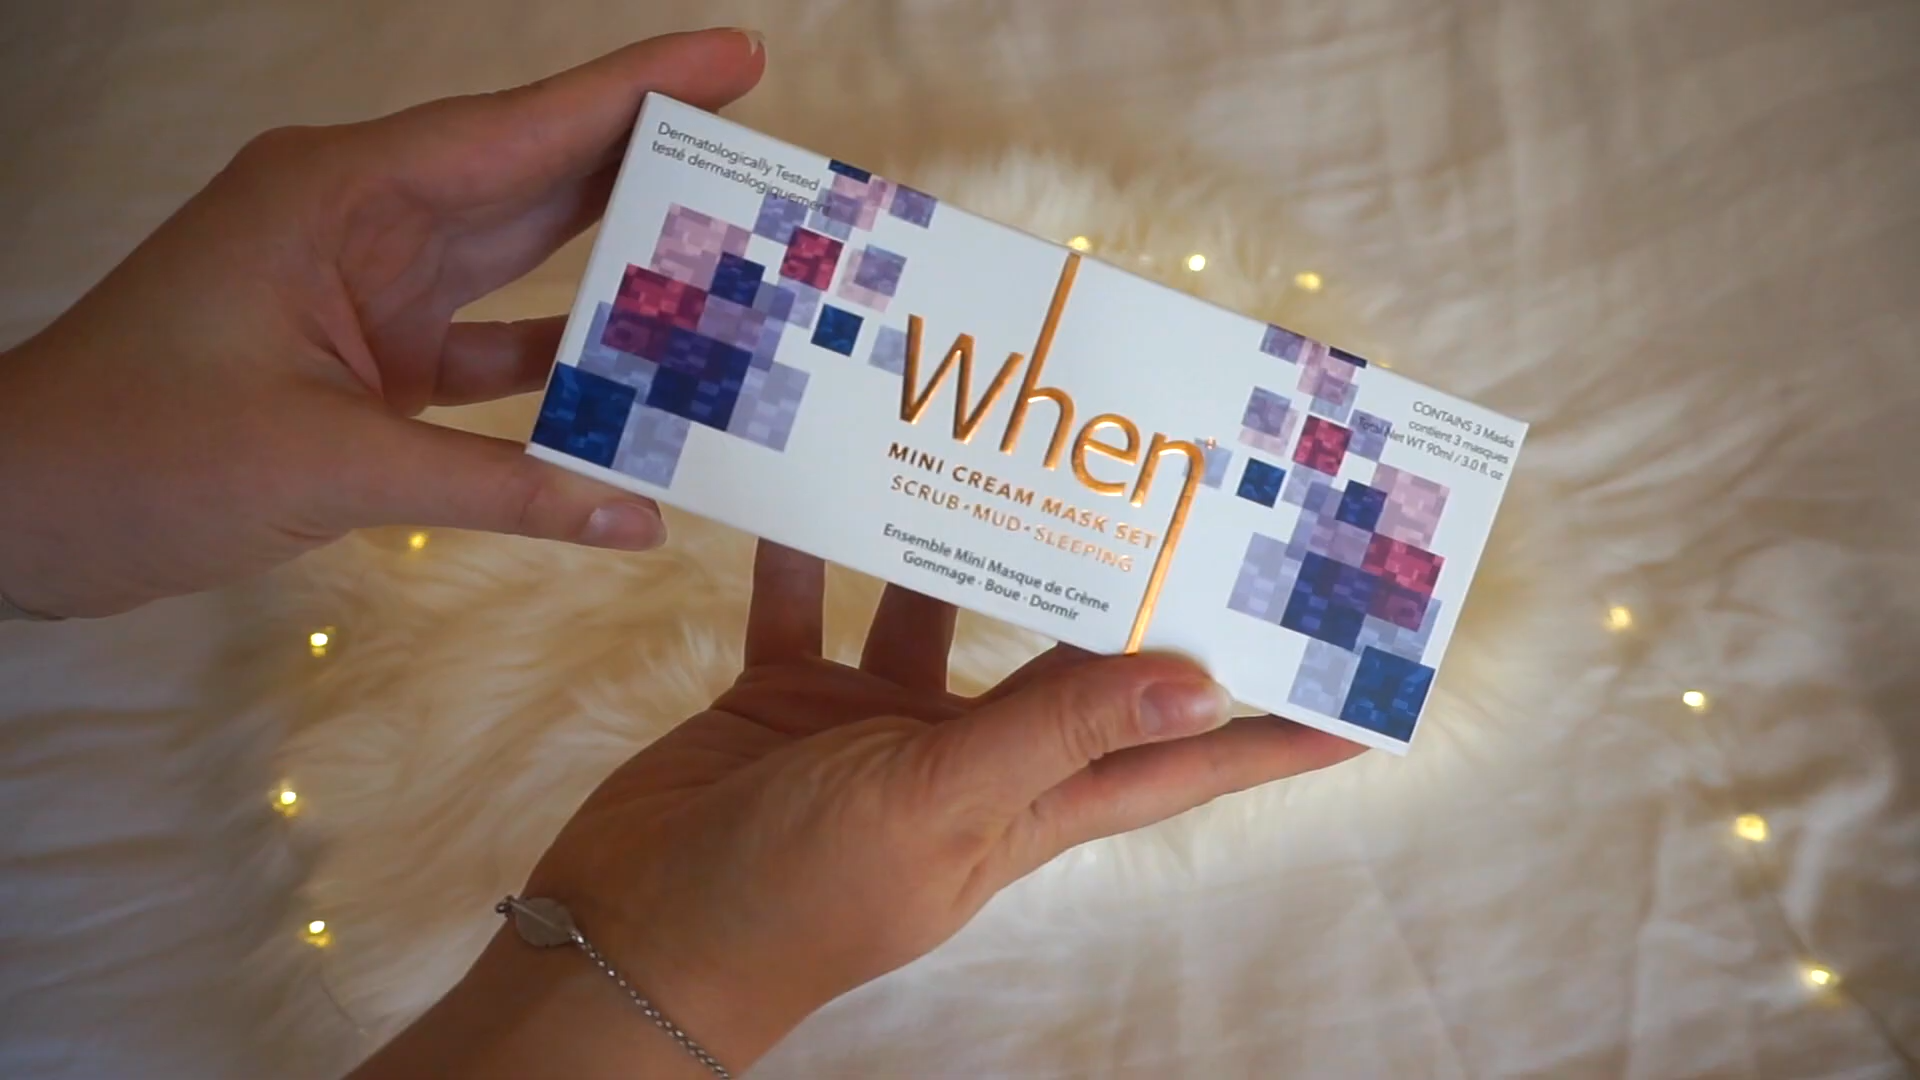 Dermatologically Tested
testé dermatologiquement
when
MINI CREAM MASK SET
SCRUB • MUD • SLEEPING
Ensemble Mini Masque de Crème
Gommage · Boue · Dormir
CONTAINS 3 Masks
contient 3 masques
Total Net WT 90ml / 3.0 fl. oz